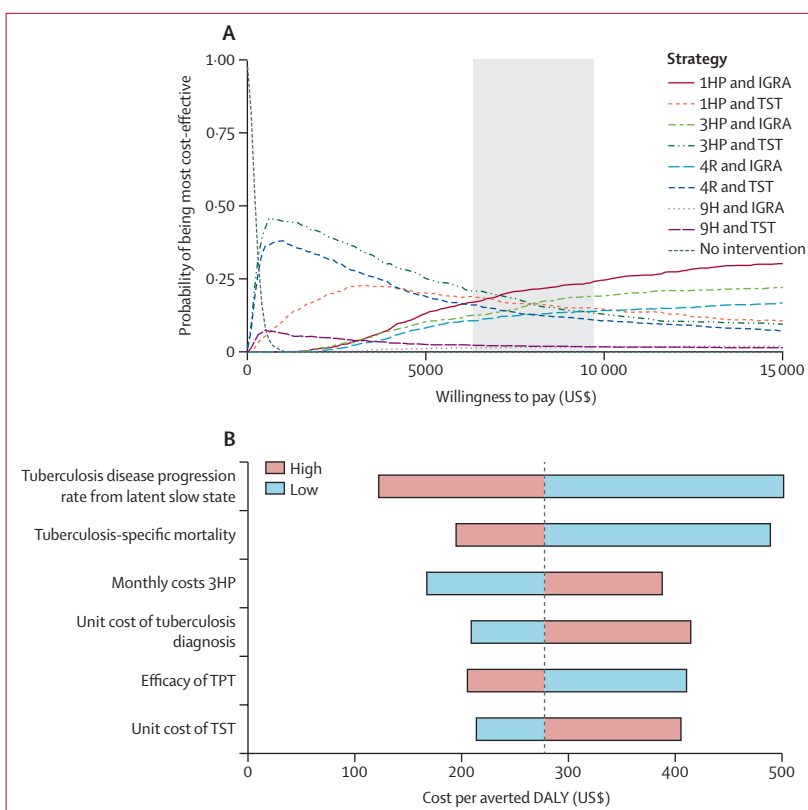 A
1·00
0·75
0·50
0·25
0
Probability of being most cost-effective
0
5000
10 000
15 000
Willingness to pay (US$)
Strategy
1HP and IGRA
1HP and TST
3HP and IGRA
3HP and TST
4R and IGRA
4R and TST
9H and IGRA
9H and TST
No intervention
B
High
Low
Tuberculosis disease progression
rate from latent slow state
Tuberculosis-specific mortality
Monthly costs 3HP
Unit cost of tuberculosis
diagnosis
Efficacy of TPT
Unit cost of TST
0
100
200
300
400
500
Cost per averted DALY (US$)